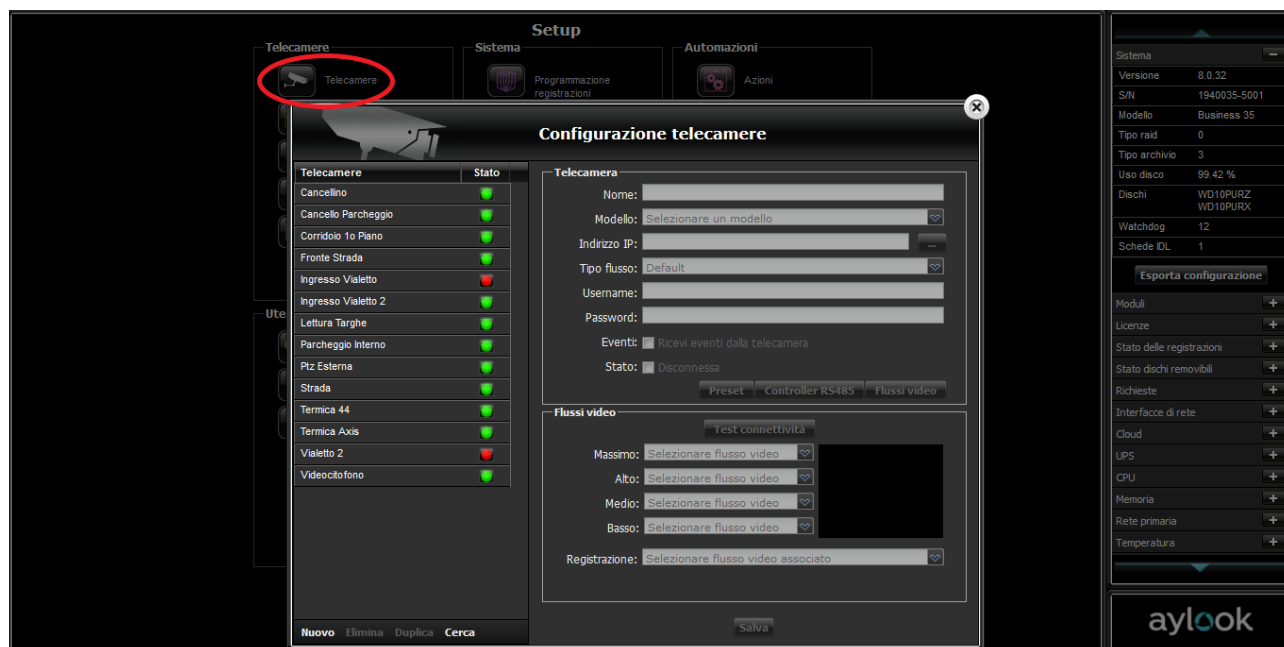 Setup
Telecamere
Sistema
Automazioni
Telecamere
Programmazione
registrazioni
Azioni
Ute
Configurazione telecamere
Telecamere Stato
Cancellino
Cancello Parcheggio
Corridoio 1o Piano
Fronte Strada
Ingresso Vialetto
Ingresso Vialetto 2
Lettura Targhe
Parcheggio Interno
Ptz Esterna
Strada
Termica 44
Termica Axis
Vialetto 2
Videocitofono
Nuovo Elimina Duplica Cerca
Telecamera
Nome:
Modello: Selezionare un modello
Indirizzo IP: ...
Tipo flusso: Default
Username:
Password:
Eventi: Ricevi eventi dalla telecamera
Stato: Disconnessa
Preset Controller RS485 Flussi video
Flussi video
Test connettività
Massimo: Selezionare flusso video
Alto: Selezionare flusso video
Medio: Selezionare flusso video
Basso: Selezionare flusso video
Registrazione: Selezionare flusso video associato
Salva
Sistema
Versione 8.0.32
S/N 1940035-5001
Modello Business 35
Tipo raid 0
Tipo archivio 3
Uso disco 99.42 %
Dischi WD10PURZ
WD10PURX
Watchdog 12
Schede IDL 1
Esporta configurazione
Moduli
Licenze
Stato delle registrazioni
Stato dischi removibili
Richieste
Interfacce di rete
Cloud
UPS
CPU
Memoria
Rete primaria
Temperatura
aylook